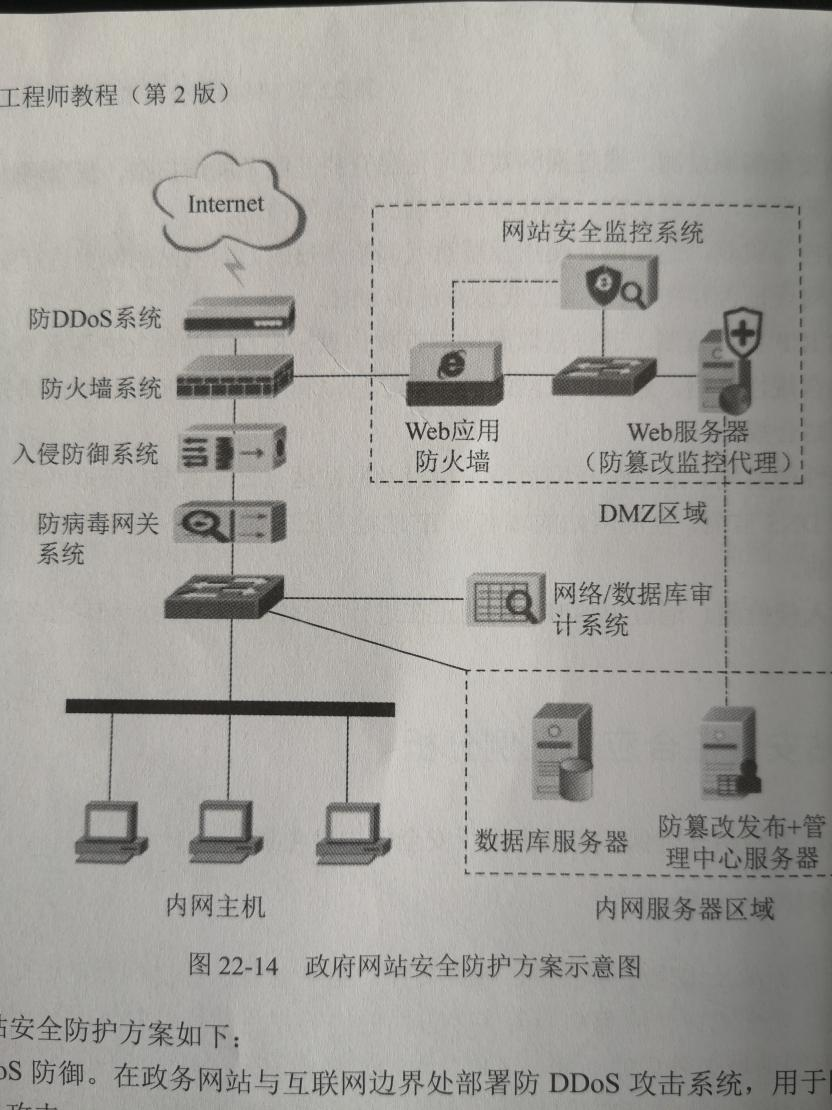 工程师教程（第 2 版）
Internet
网站安全监控系统
防DDoS系统
防火墙系统
Web应用
防火墙
Web服务器
（防篡改监控代理）
入侵防御系统
DMZ区域
防病毒网关
系统
网络/数据库审
计系统
数据库服务器
防篡改发布+管
理中心服务器
内网主机
内网服务器区域
图 22-14 政府网站安全防护方案示意图
站安全防护方案如下：
oS 防御。在政务网站与互联网边界处部署防 DDoS 攻击系统，用于